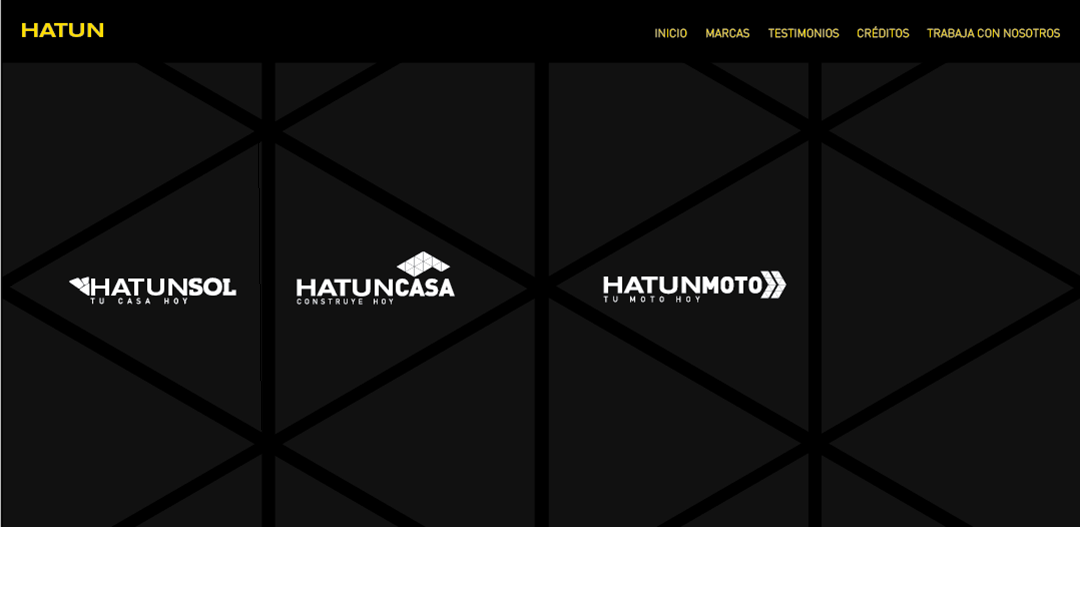 HATUN
INICIO MARCAS TESTIMONIOS CRÉDITOS TRABAJA CON NOSOTROS
HATUNSOL
TU CASA HOY
HATUNCASA
CONSTRUYE HOY
HATUNMOTO
TU MOTO HOY